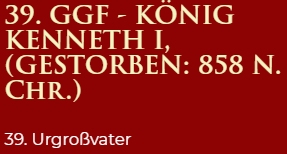 39. GGF - KÖNIG
KENNETH I,
(GESTORBEN: 858 N.
CHR.)
39. Urgroßvater